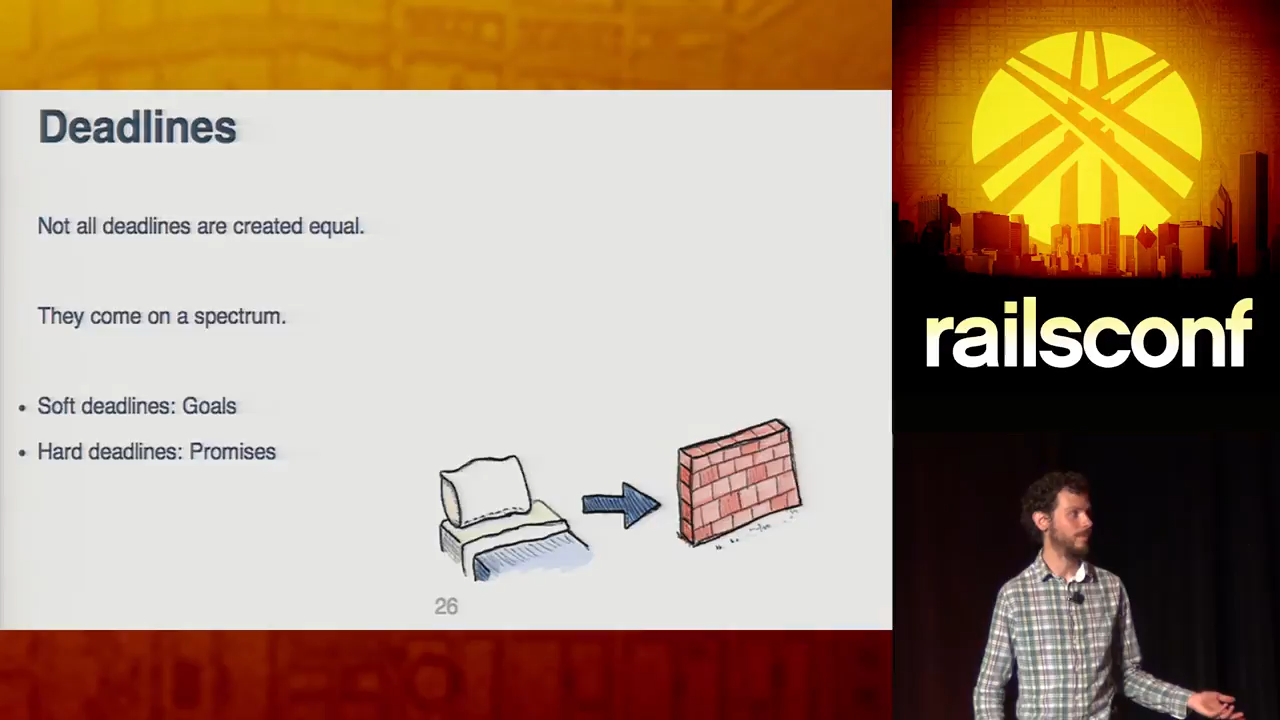 Deadlines
Not all deadlines are created equal.
They come on a spectrum.
• Soft deadlines: Goals
• Hard deadlines: Promises
26
railsconf